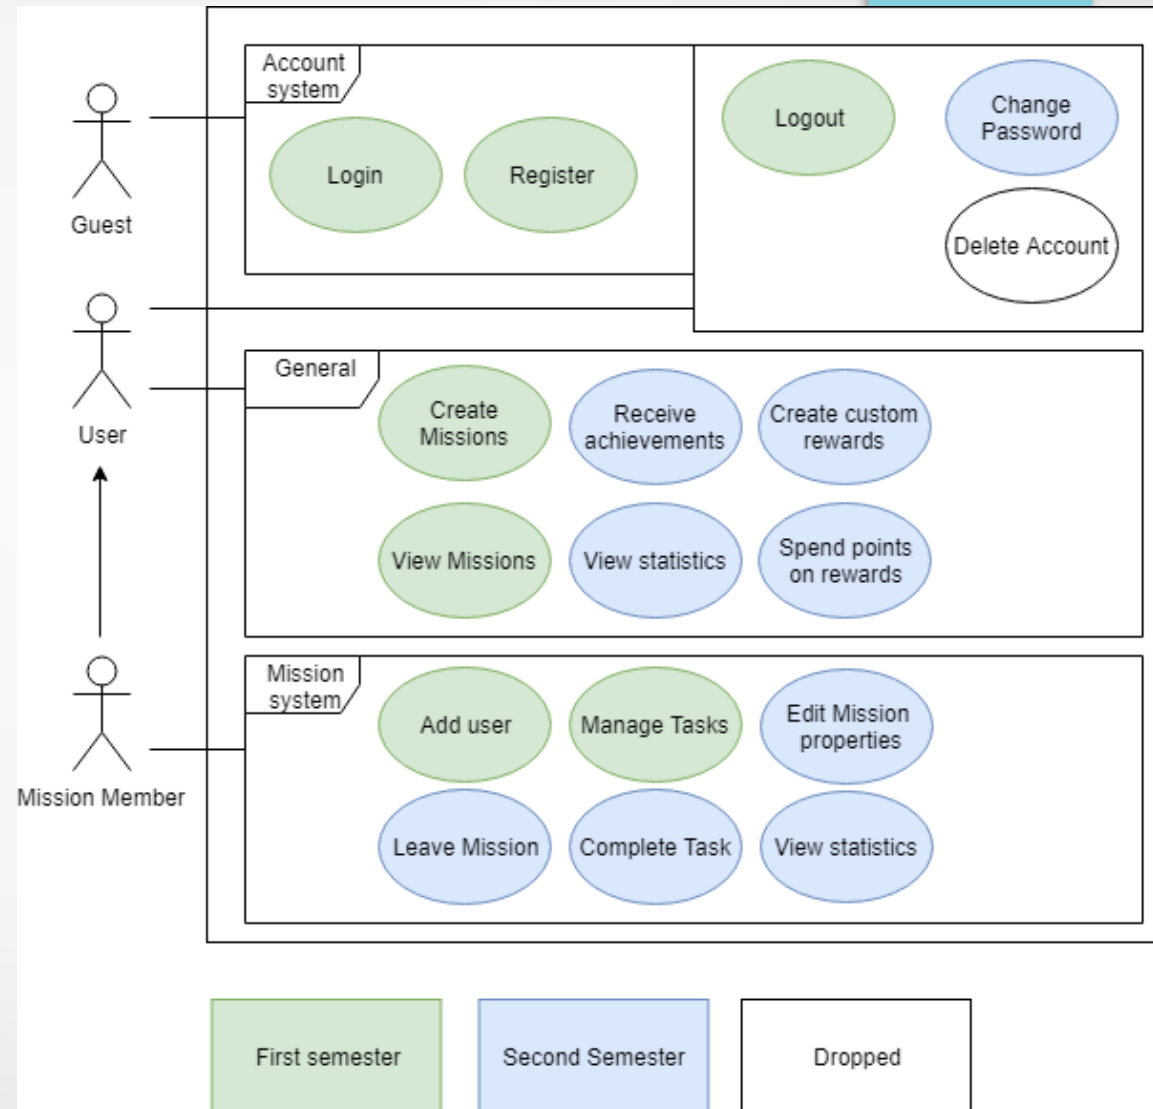 Account
system
Login
Register
Logout
Change
Password
Delete Account
Guest
User
General
Create
Missions
Receive
achievements
Create custom
rewards
View Missions
View statistics
Spend points
on rewards
Mission Member
Mission
system
Add user
Manage Tasks
Edit Mission
properties
Leave Mission
Complete Task
View statistics
First semester
Second Semester
Dropped